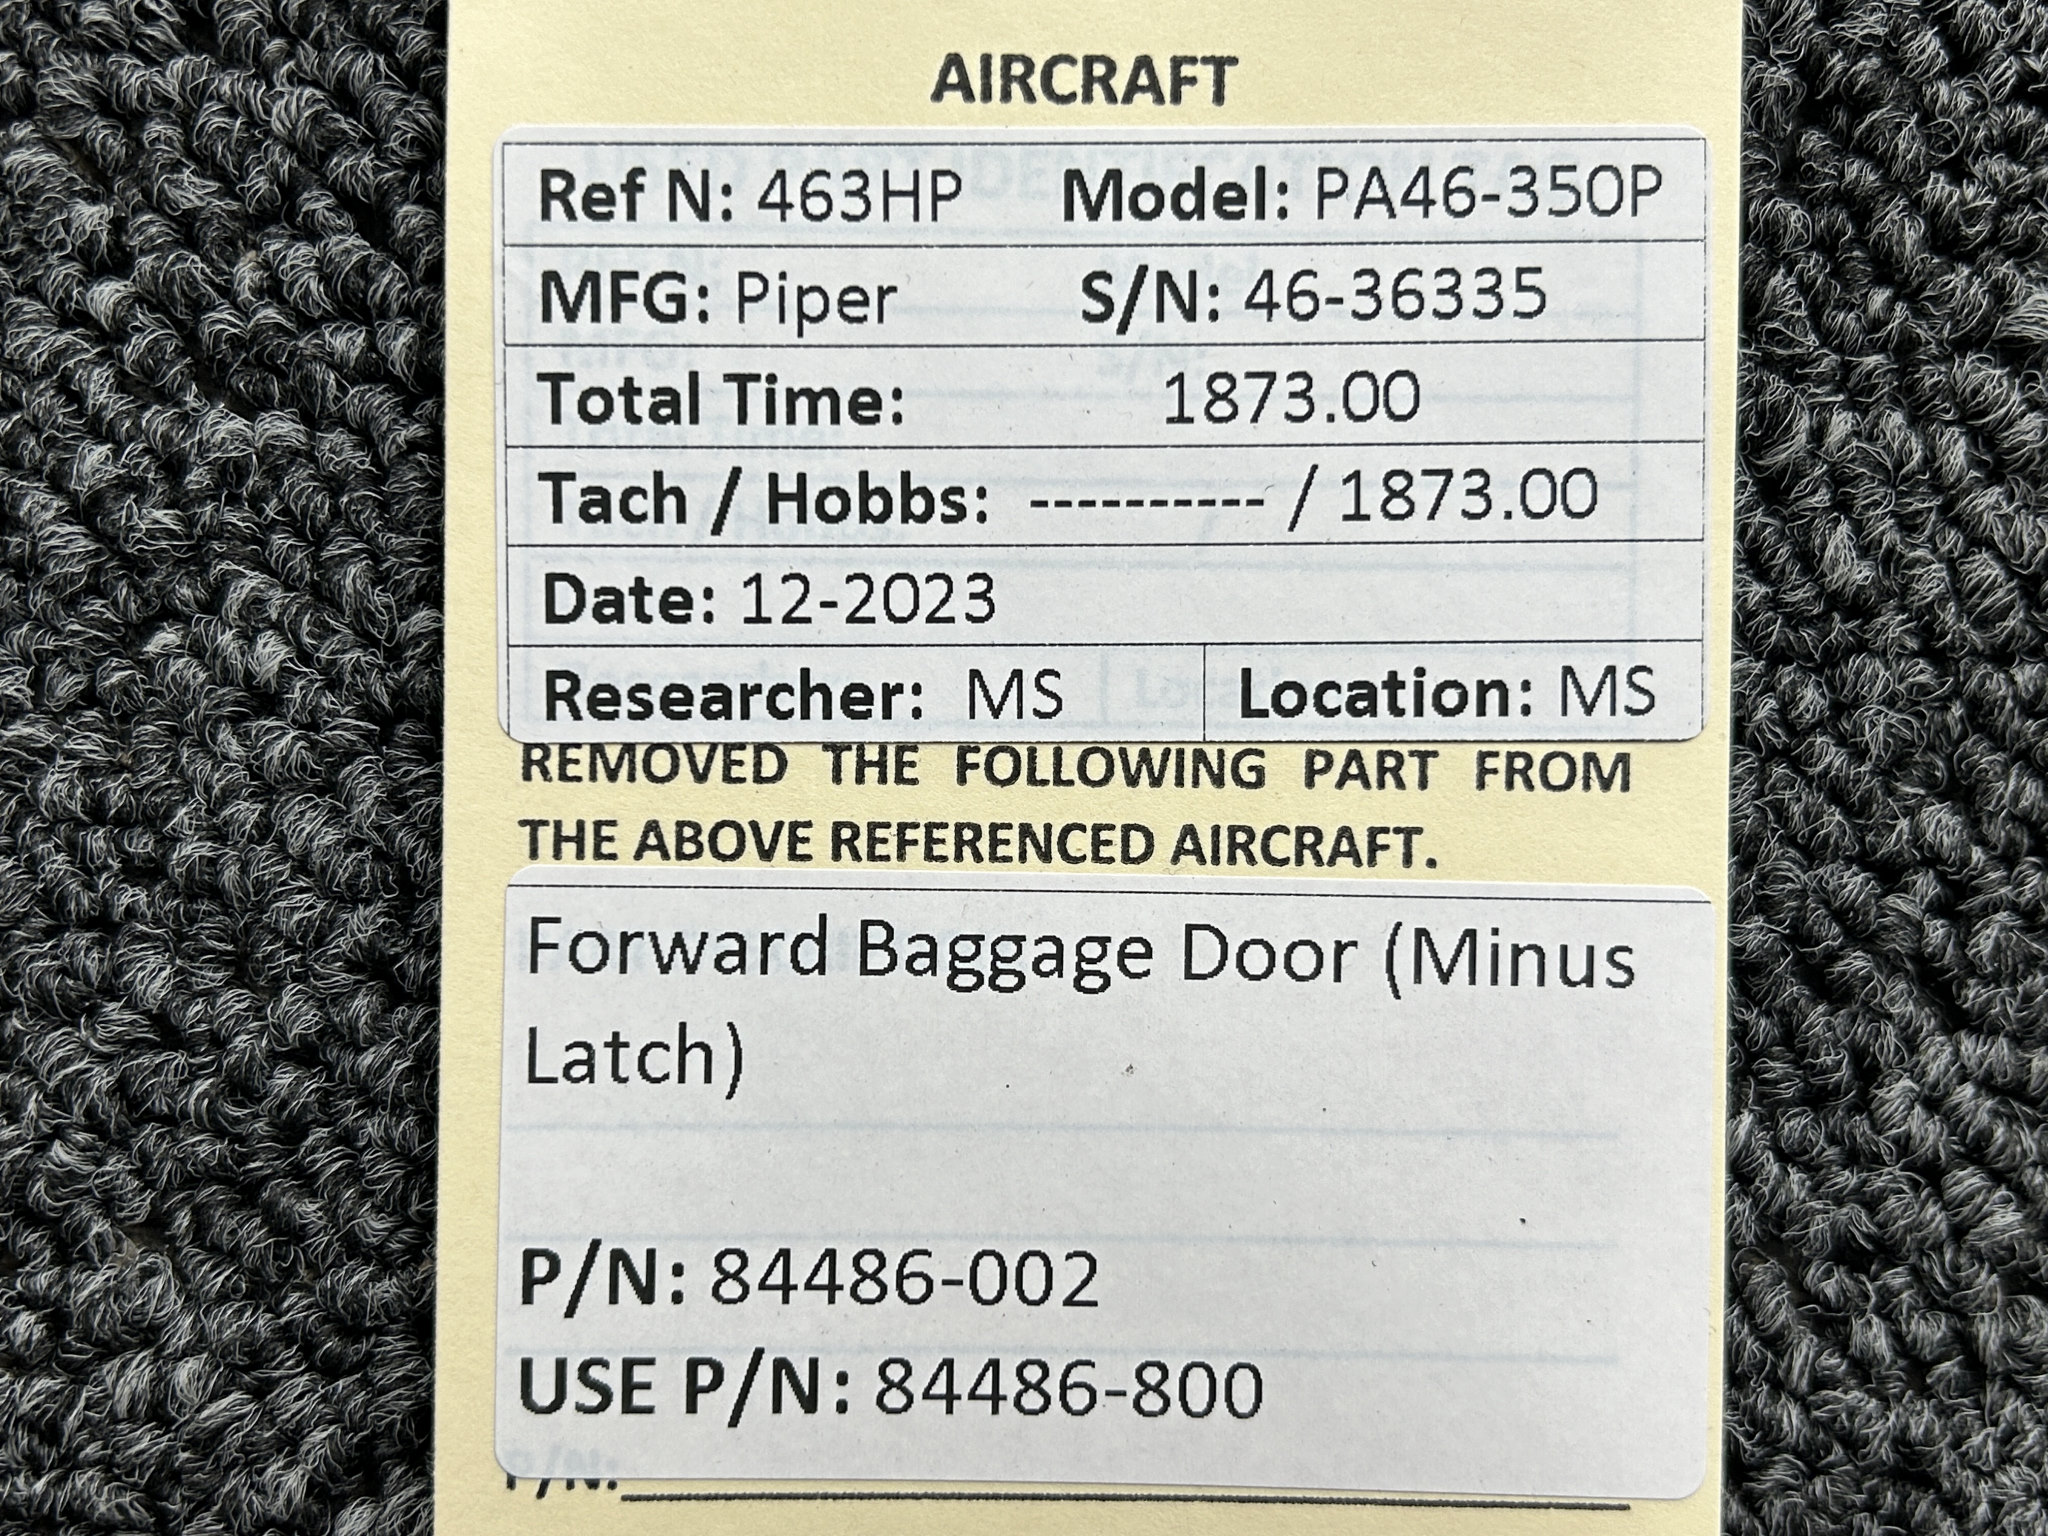 AIRCRAFT
Ref N: 463HP Model: PA46-350P
MFG: Piper S/N: 46-36335
Total Time: 1873.00
Tach / Hobbs: ---------- / 1873.00
Date: 12-2023
Researcher: MS Location: MS
REMOVED THE FOLLOWING PART FROM
THE ABOVE REFERENCED AIRCRAFT.
Forward Baggage Door (Minus
Latch)
P/N: 84486-002
USE P/N: 84486-800
P/N: